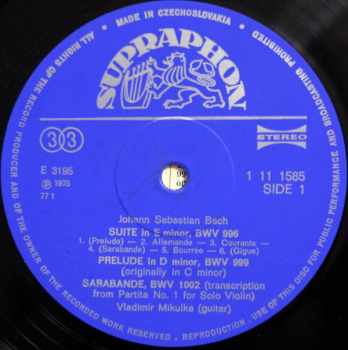 MADE IN CZECHOSLOVAKIA
ALL RIGHTS OF THE RECORD PRODUCER AND OF THE OWNER OF THE RECORDED WORK RESERVED . REPRODUCTION , USE OF THIS DISC FOR PUBLIC PERFORMANCE AND BROADCASTING PROHIBITED
SUPRAPHON
33
STEREO
E 3195
℗ 1975
77 1
1 11 1585
SIDE 1
Johann Sebastian Bach
SUITE in E minor, BWV 996
1. (Prelude) — 2. Allemande — 3. Courante —
4. (Sarabande) — 5. Bourrée — 6. (Gigue)
PRELUDE in D minor, BWV 999
(originally in C minor)
SARABANDE, BWV 1002 (transcription
from Partita No. 1 for Solo Violin)
Vladimir Mikulka (guitar)